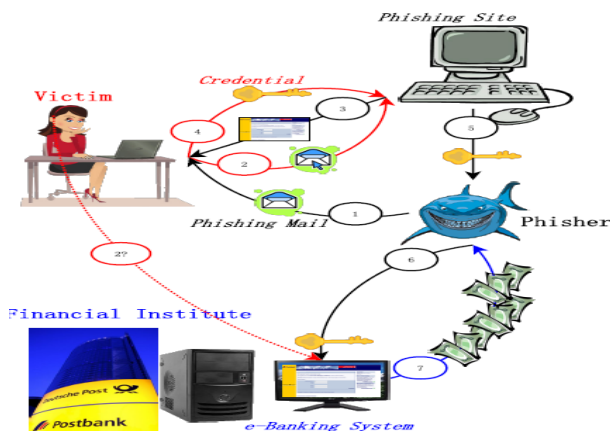 Phishing Site
Credential
Victim
3
4
5
2
1
Phishing Mail
Phisher
2?
6
Financial Institute
7
Deutsche Post
Postbank
e-Banking System